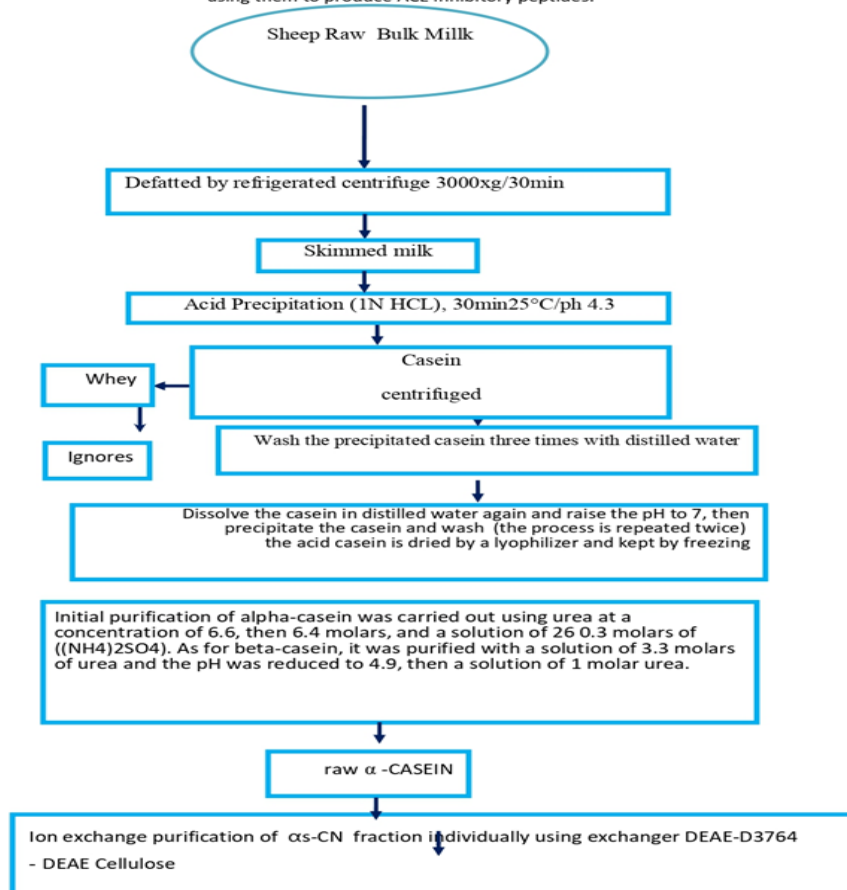 using them to produce ACE inhibitory peptides.
Sheep Raw Bulk Millk
Defatted by refrigerated centrifuge 3000xg/30min
Skimmed milk
Acid Precipitation (1N HCL), 30min25°C/ph 4.3
Casein
centrifuged
Whey
Ignores
Wash the precipitated casein three times with distilled water
Dissolve the casein in distilled water again and raise the pH to 7, then
precipitate the casein and wash (the process is repeated twice)
the acid casein is dried by a lyophilizer and kept by freezing
Initial purification of alpha-casein was carried out using urea at a
concentration of 6.6, then 6.4 molars, and a solution of 26 0.3 molars of
((NH4)2SO4). As for beta-casein, it was purified with a solution of 3.3 molars
of urea and the pH was reduced to 4.9, then a solution of 1 molar urea.
raw α -CASEIN
Ion exchange purification of αs-CN fraction individually using exchanger DEAE-D3764
- DEAE Cellulose